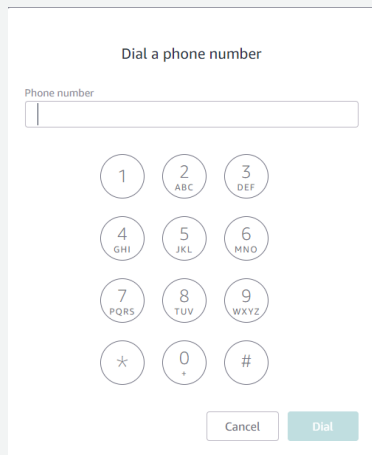 Dial a phone number
Phone number
1 2 3
ABC DEF
4 5 6
GHI JKL MNO
7 8 9
PQRS TUV WXYZ
* 0 #
+
Cancel Dial